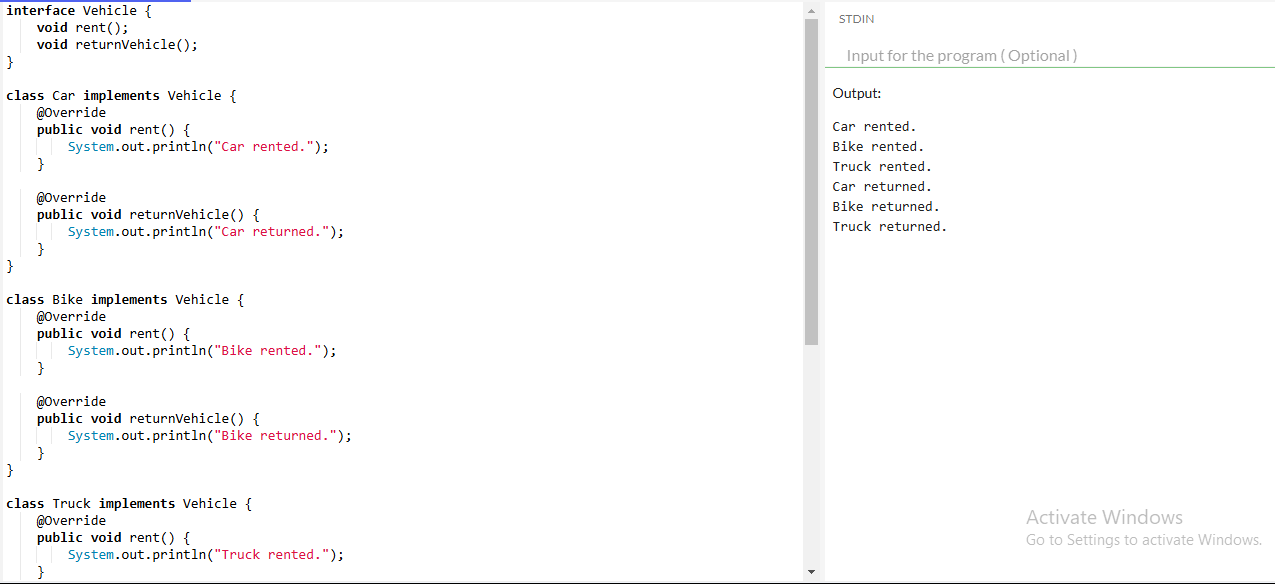 interface Vehicle {
    void rent();
    void returnVehicle();
}

class Car implements Vehicle {
    @Override
    public void rent() {
        System.out.println("Car rented.");
    }

    @Override
    public void returnVehicle() {
        System.out.println("Car returned.");
    }
}

class Bike implements Vehicle {
    @Override
    public void rent() {
        System.out.println("Bike rented.");
    }

    @Override
    public void returnVehicle() {
        System.out.println("Bike returned.");
    }
}

class Truck implements Vehicle {
    @Override
    public void rent() {
        System.out.println("Truck rented.");
    }
STDIN
Input for the program ( Optional )
Output:
Car rented.
Bike rented.
Truck rented.
Car returned.
Bike returned.
Truck returned.
Activate Windows
Go to Settings to activate Windows.